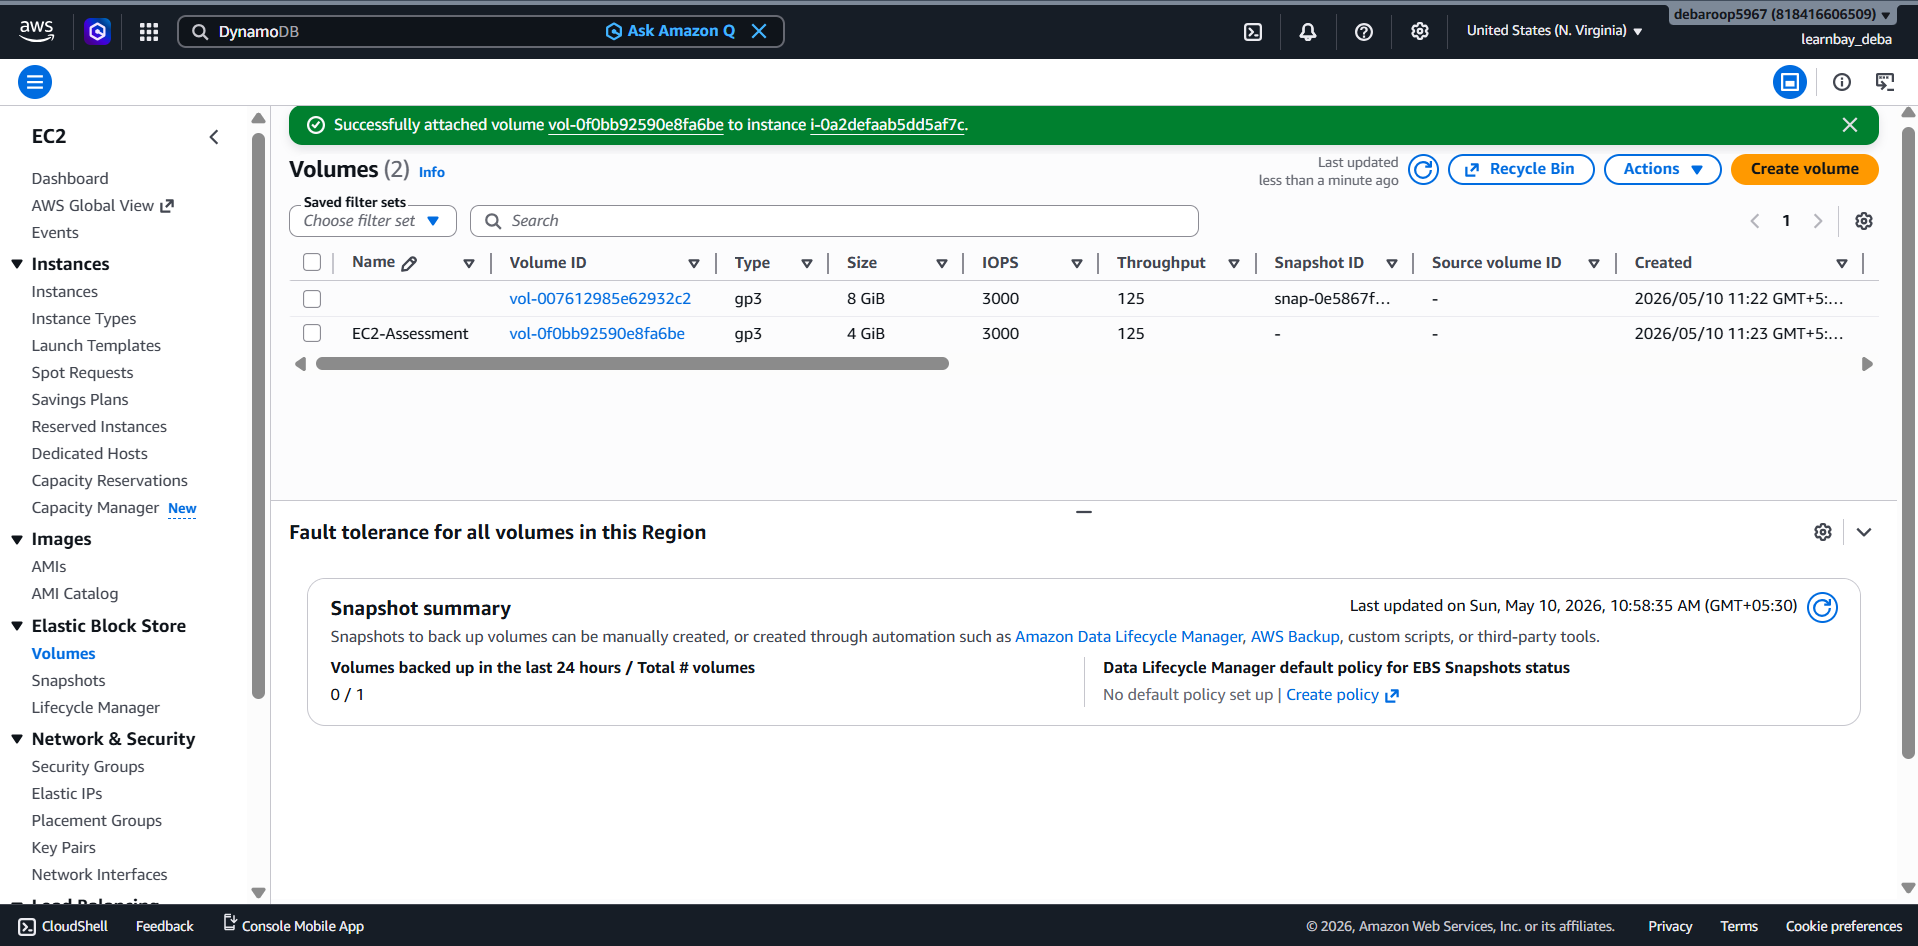 aws
DynamoDB
Ask Amazon Q
United States (N. Virginia)
debaroop5967 (818416606509)
learnbay_deba
EC2
Dashboard
AWS Global View
Events
Instances
Instances
Instance Types
Launch Templates
Spot Requests
Savings Plans
Reserved Instances
Dedicated Hosts
Capacity Reservations
Capacity Manager New
Images
AMIs
AMI Catalog
Elastic Block Store
Volumes
Snapshots
Lifecycle Manager
Network & Security
Security Groups
Elastic IPs
Placement Groups
Key Pairs
Network Interfaces
Load Balancing
Successfully attached volume vol-0f0bb92590e8fa6be to instance i-0a2defaab5dd5af7c.
Volumes (2) Info
Last updated
less than a minute ago
Recycle Bin
Actions
Create volume
Saved filter sets
Choose filter set
Search
1
Name Volume ID Type Size IOPS Throughput Snapshot ID Source volume ID Created
vol-007612985e62932c2 gp3 8 GiB 3000 125 snap-0e5867f... - 2026/05/10 11:22 GMT+5:...
EC2-Assessment vol-0f0bb92590e8fa6be gp3 4 GiB 3000 125 - - 2026/05/10 11:23 GMT+5:...
Fault tolerance for all volumes in this Region
Snapshot summary
Last updated on Sun, May 10, 2026, 10:58:35 AM (GMT+05:30)
Snapshots to back up volumes can be manually created, or created through automation such as Amazon Data Lifecycle Manager, AWS Backup, custom scripts, or third-party tools.
Volumes backed up in the last 24 hours / Total # volumes
0 / 1
Data Lifecycle Manager default policy for EBS Snapshots status
No default policy set up | Create policy
CloudShell Feedback Console Mobile App
© 2026, Amazon Web Services, Inc. or its affiliates. Privacy Terms Cookie preferences